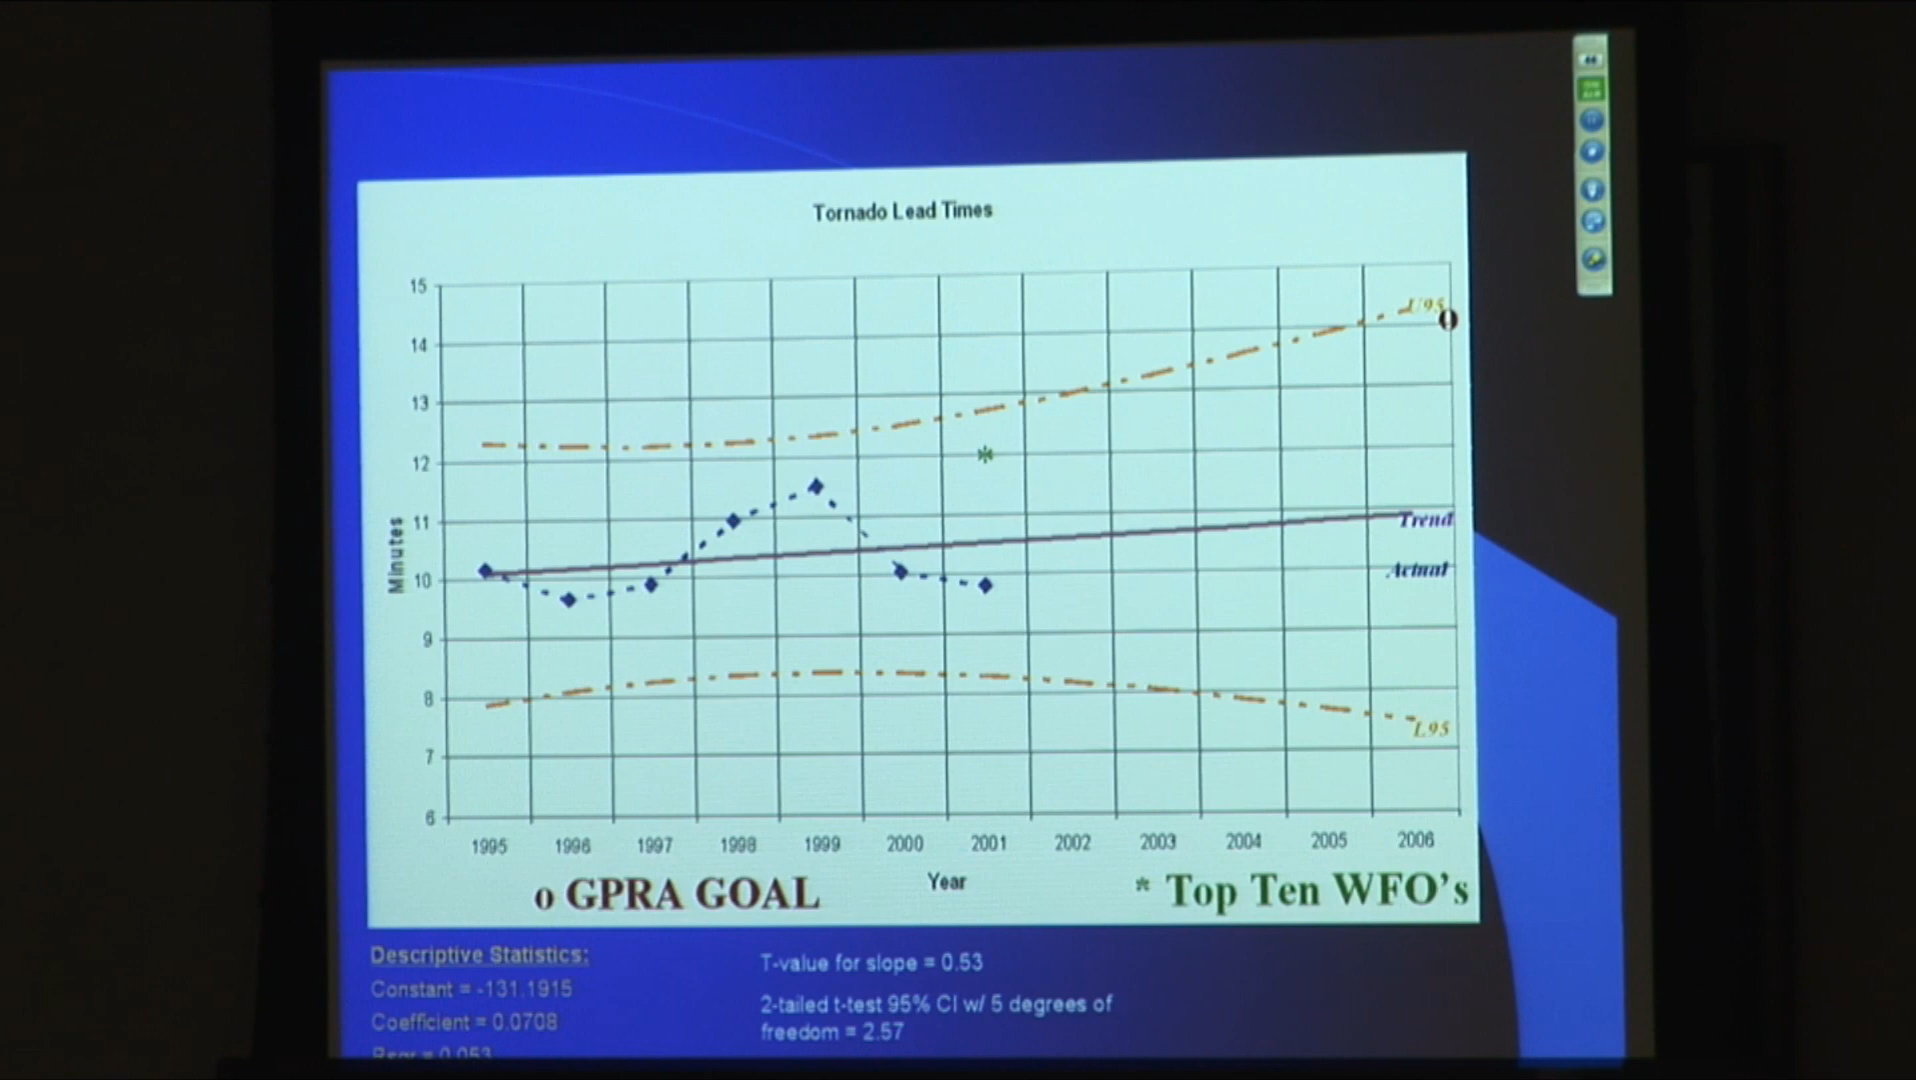 Tornado Lead Times
15
14
13
12
11
10
9
8
7
6
Minutes
U95
o
*
Trend
Actual
L95
1995 1996 1997 1998 1999 2000 2001 2002 2003 2004 2005 2006
Year
o GPRA GOAL
* Top Ten WFO's
Descriptive Statistics:
Constant = -131.1915
Coefficient = 0.0708
= 0.053
T-value for slope = 0.53
2-tailed t-test 95% CI w/ 5 degrees of
freedom = 2.57